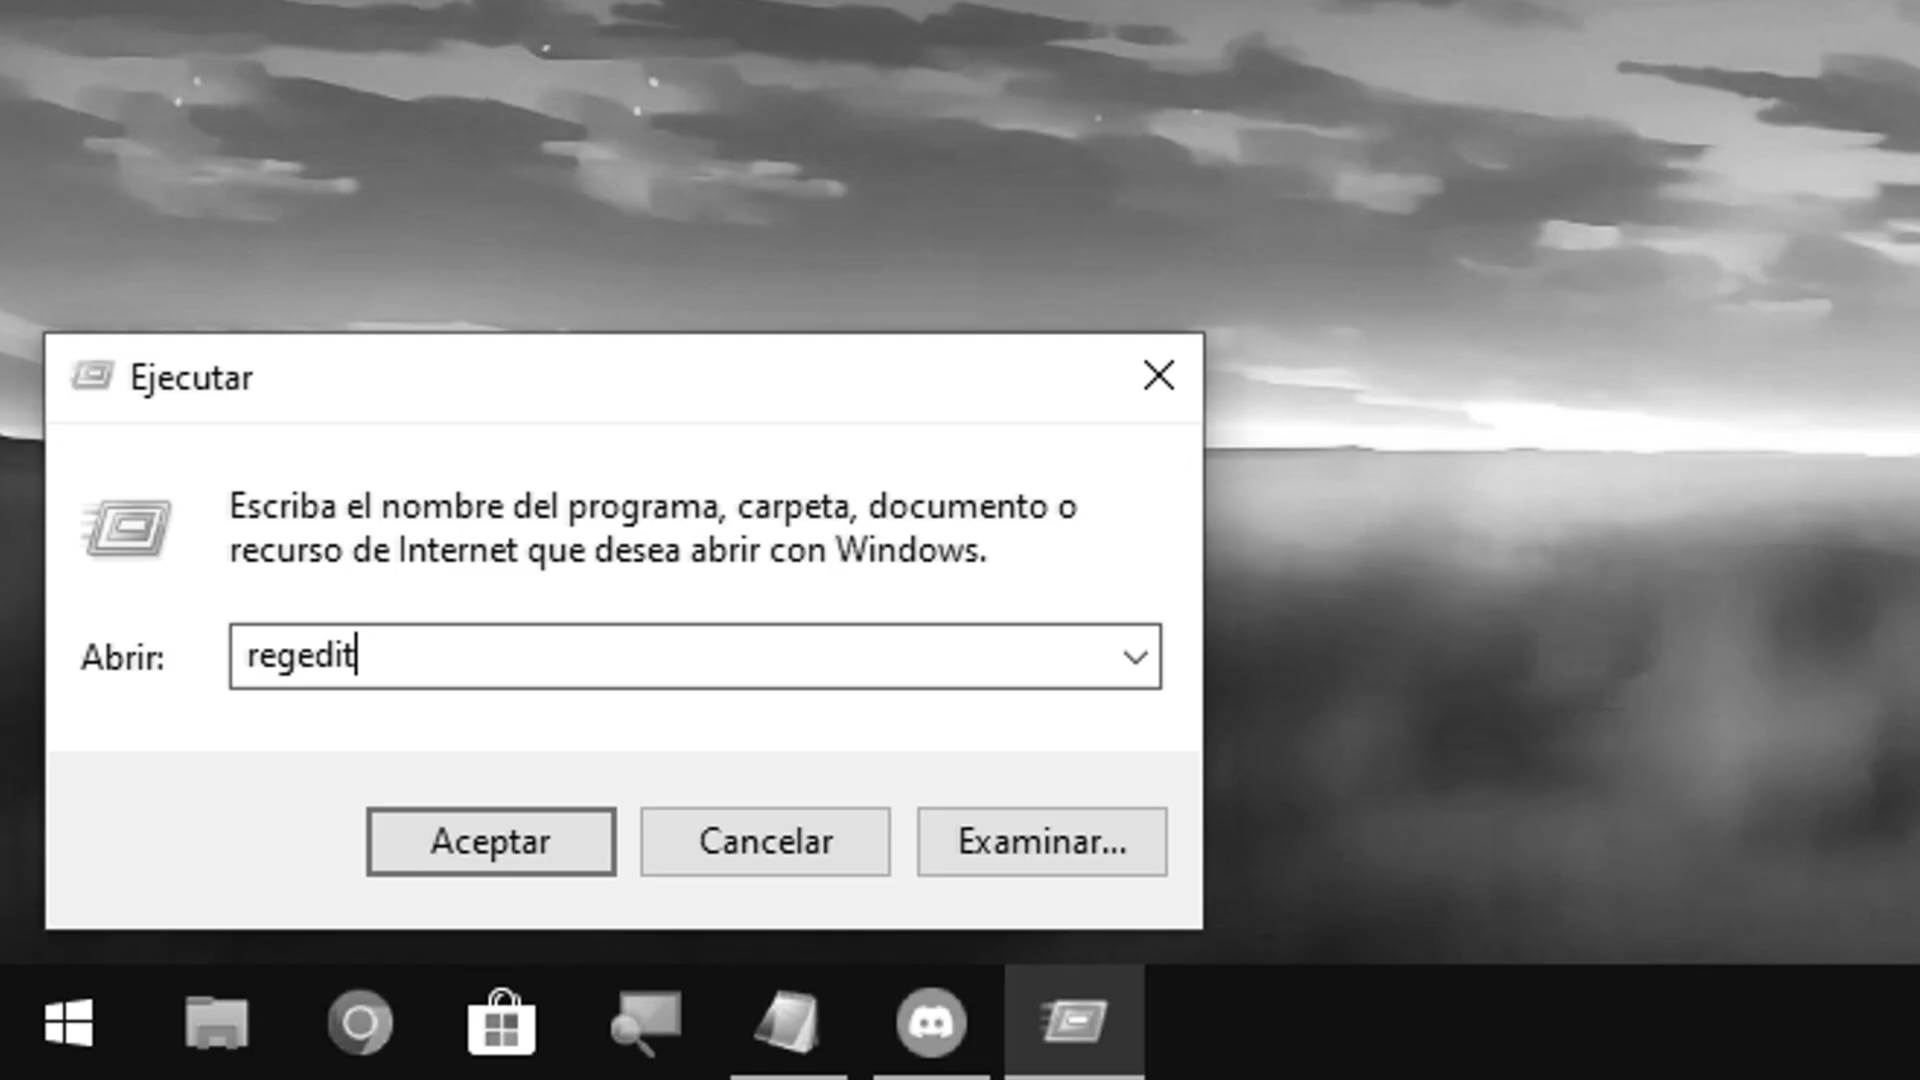 Ejecutar
Escriba el nombre del programa, carpeta, documento o
recurso de Internet que desea abrir con Windows.
Abrir:
regedit
Aceptar
Cancelar
Examinar...